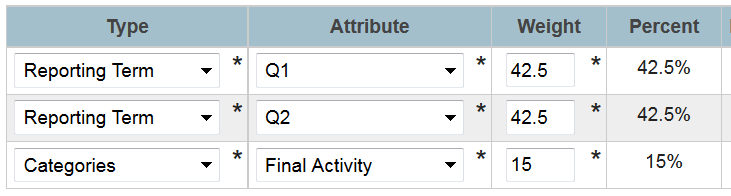 Type Attribute Weight Percent
Reporting Term * Q1 * 42.5 * 42.5%
Reporting Term * Q2 * 42.5 * 42.5%
Categories * Final Activity * 15 * 15%